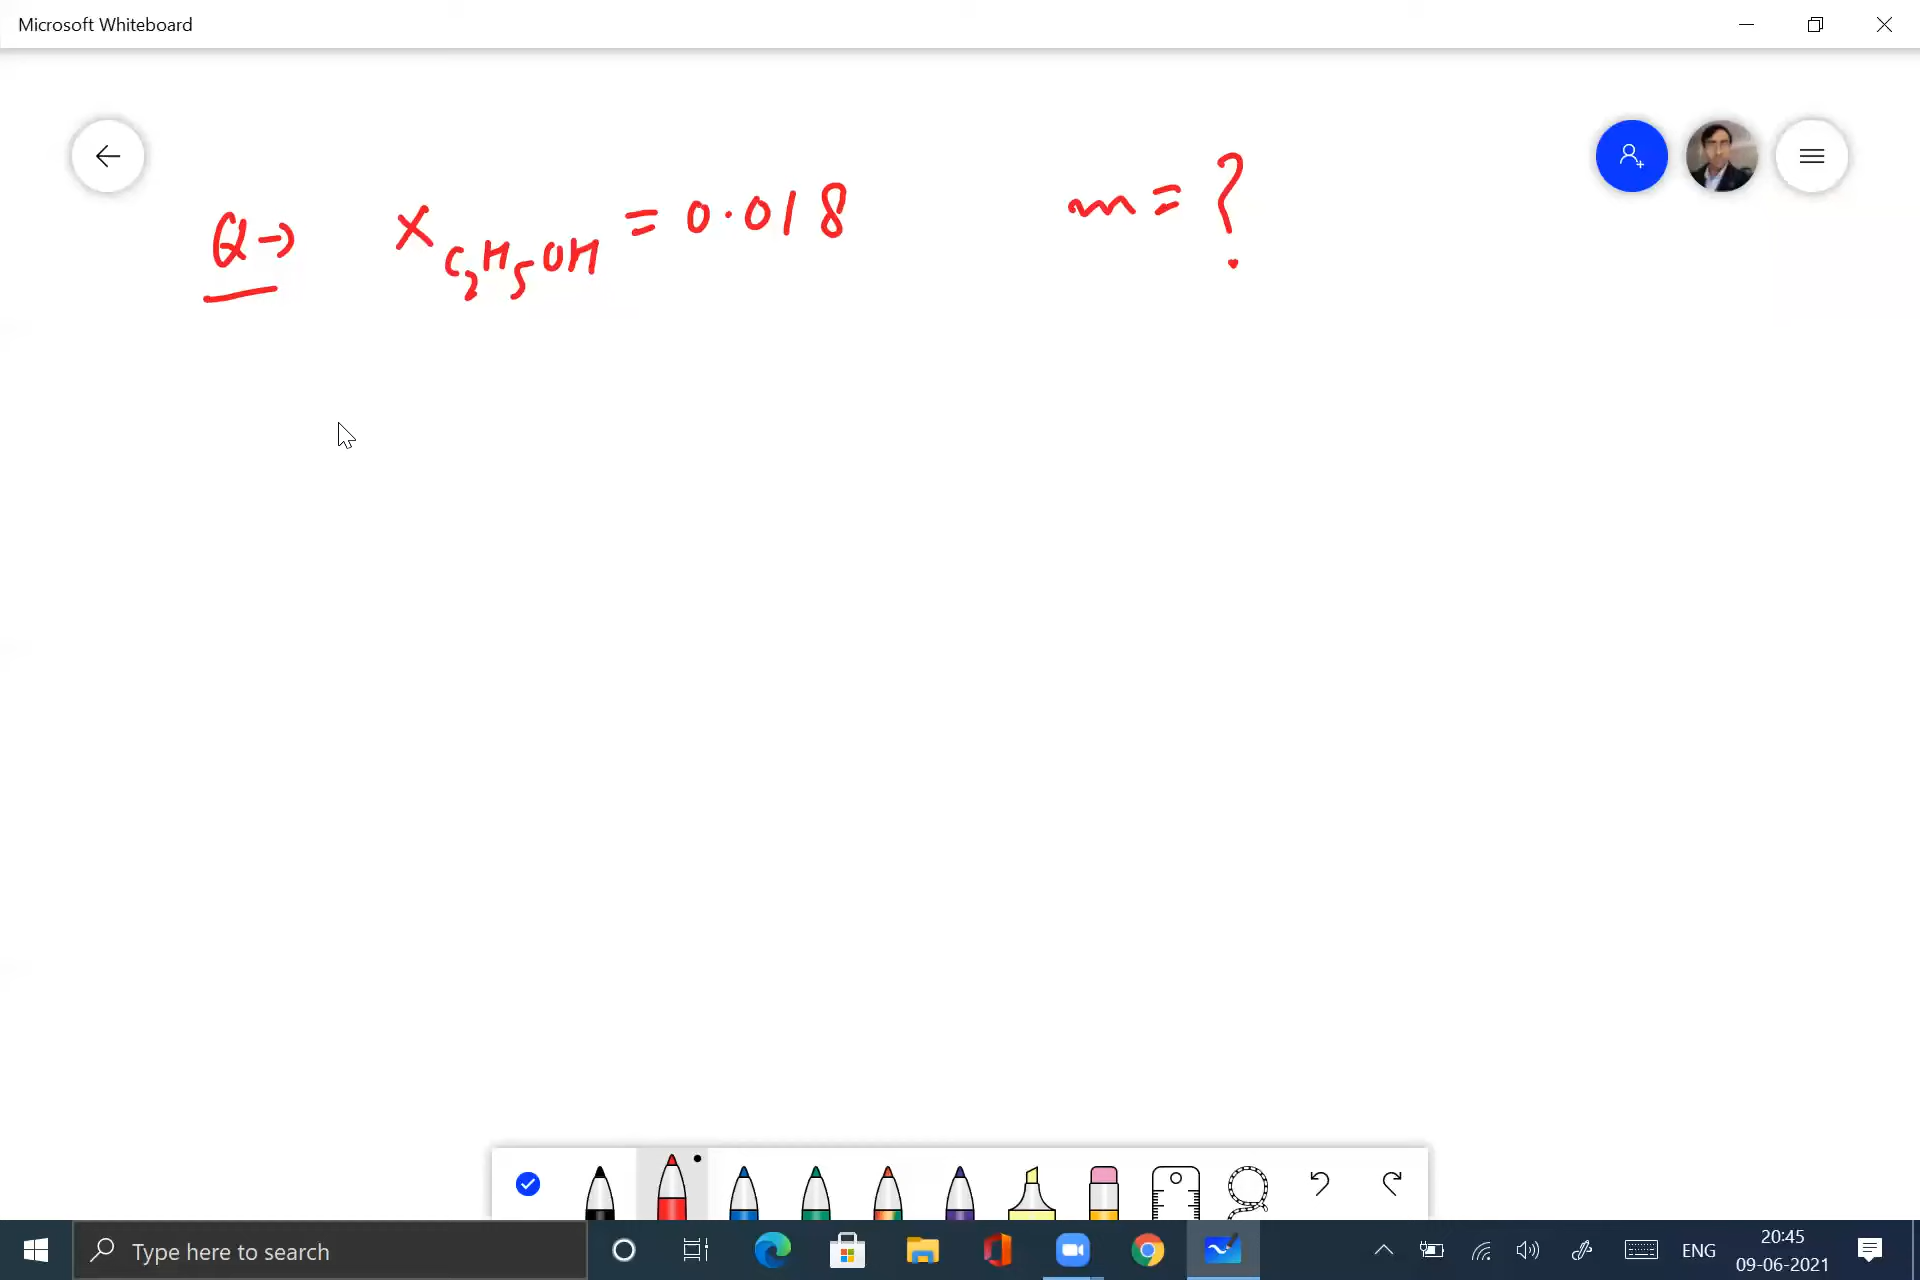 Microsoft Whiteboard
Q→ x C₂H₅OH = 0.018 m = ?
Type here to search
ENG
20:45
09-06-2021